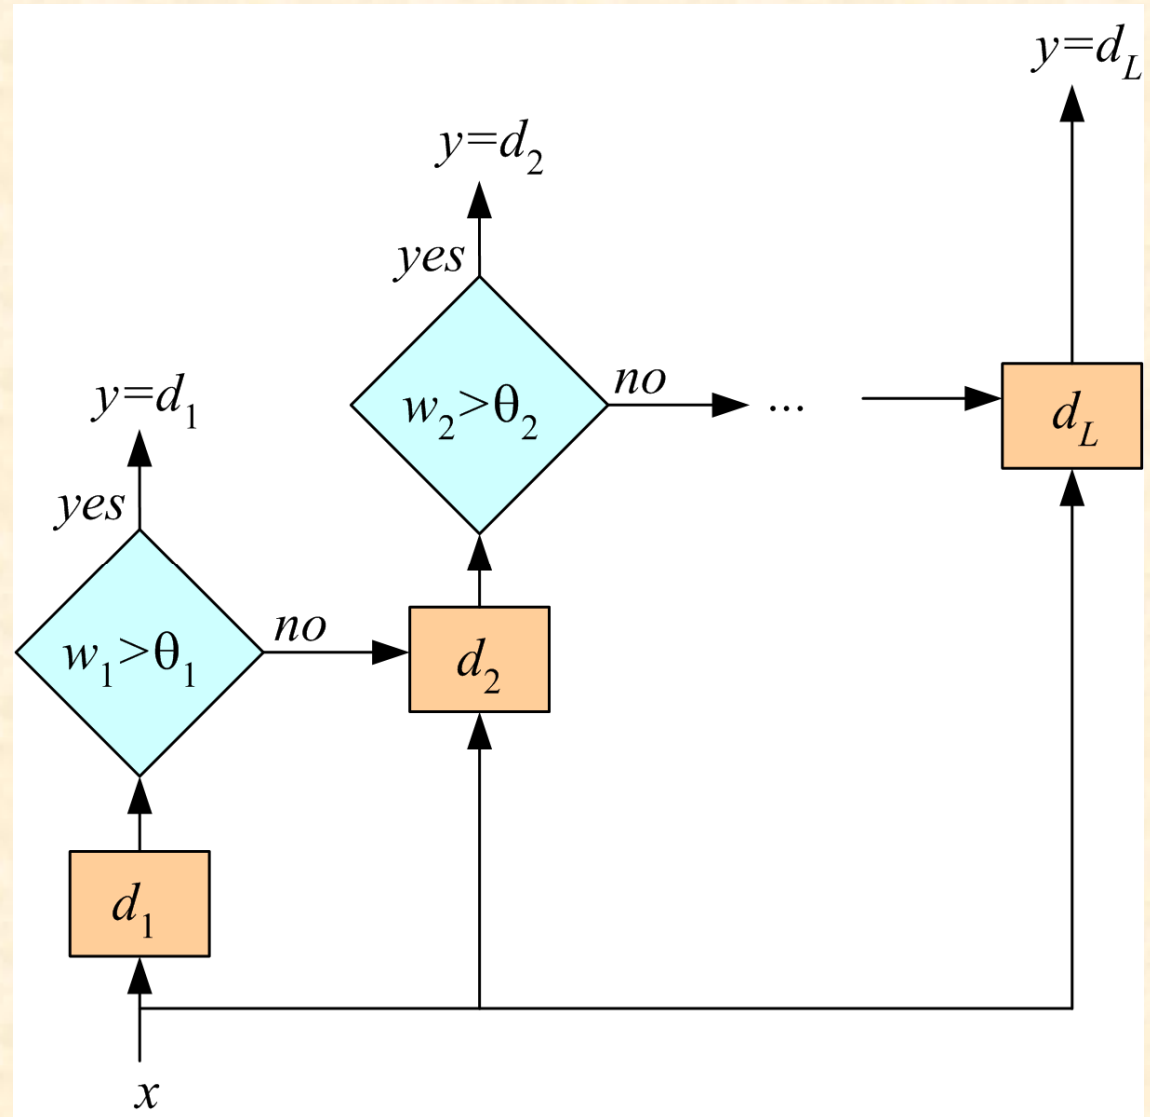 y=d_L
y=d_2
yes
w_2>θ_2
no
...
d_L
y=d_1
yes
w_1>θ_1
no
d_2
d_1
x